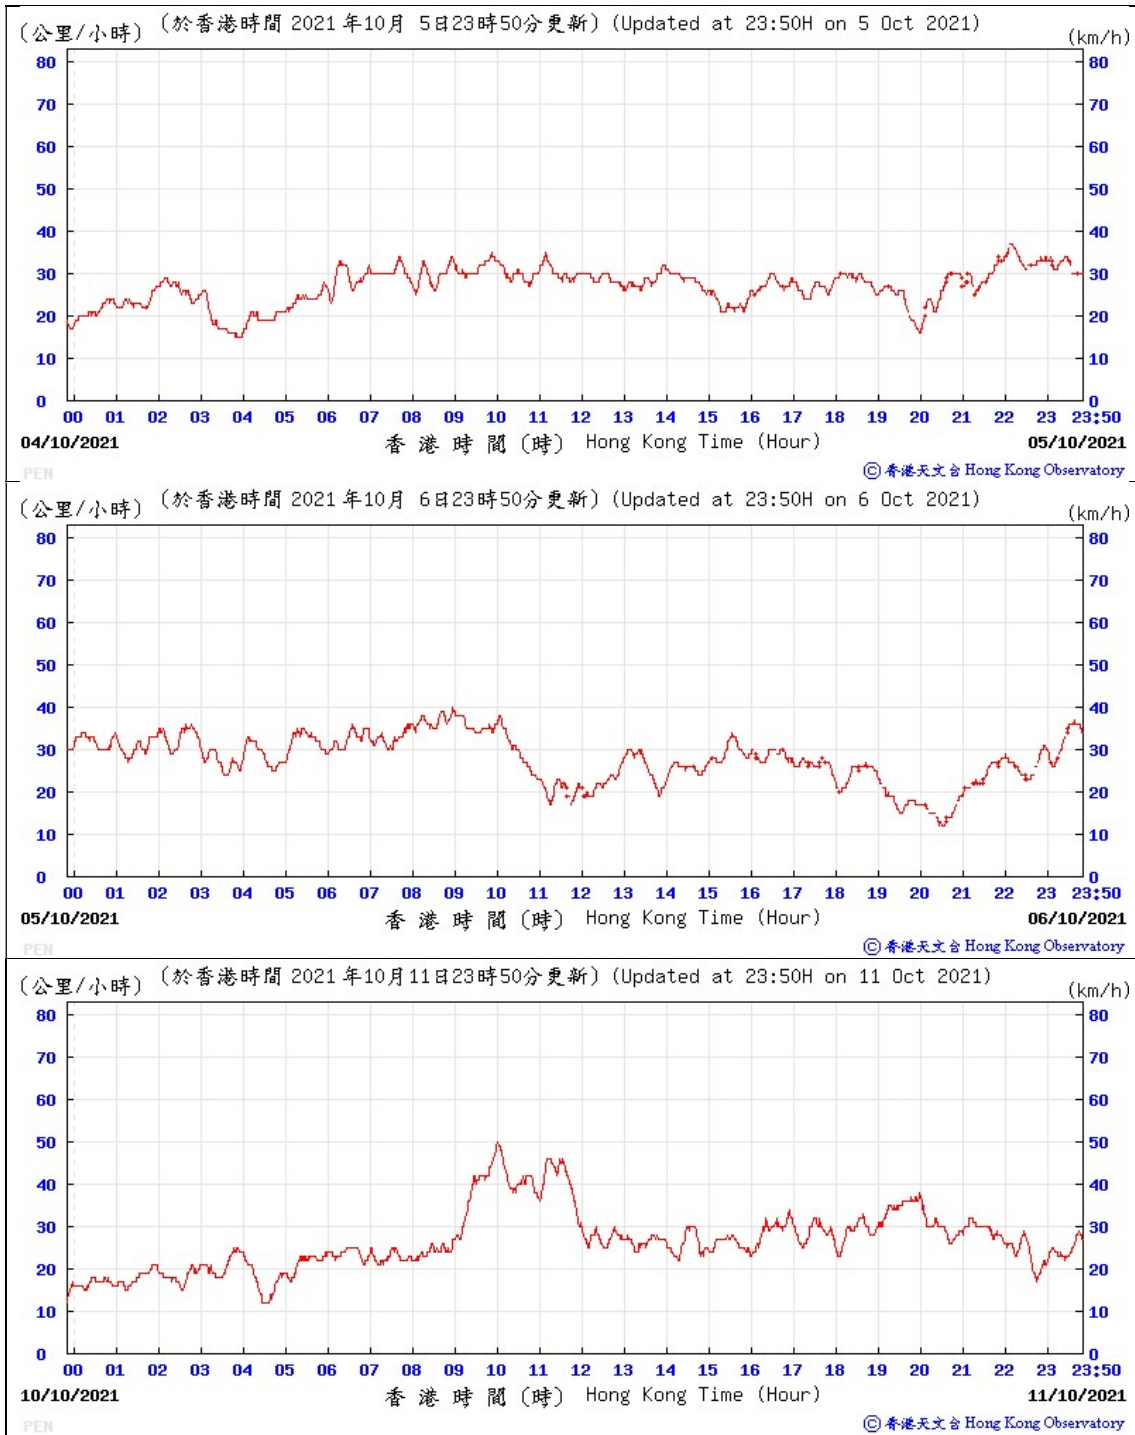 (公里/小時) (於香港時間 2021 年10月 5日23時50分更新) (Updated at 23:50H on 5 Oct 2021) (km/h)
80 80
70 70
60 60
50 50
40 40
30 30
20 20
10 10
0 0
00 01 02 03 04 05 06 07 08 09 10 11 12 13 14 15 16 17 18 19 20 21 22 23 23:50
04/10/2021 香港時間(時) Hong Kong Time (Hour) 05/10/2021
PEN © 香港天文台 Hong Kong Observatory
(公里/小時) (於香港時間 2021 年10月 6日23時50分更新) (Updated at 23:50H on 6 Oct 2021) (km/h)
80 80
70 70
60 60
50 50
40 40
30 30
20 20
10 10
0 0
00 01 02 03 04 05 06 07 08 09 10 11 12 13 14 15 16 17 18 19 20 21 22 23 23:50
05/10/2021 香港時間(時) Hong Kong Time (Hour) 06/10/2021
PEN © 香港天文台 Hong Kong Observatory
(公里/小時) (於香港時間 2021 年10月11日23時50分更新) (Updated at 23:50H on 11 Oct 2021) (km/h)
80 80
70 70
60 60
50 50
40 40
30 30
20 20
10 10
0 0
00 01 02 03 04 05 06 07 08 09 10 11 12 13 14 15 16 17 18 19 20 21 22 23 23:50
10/10/2021 香港時間(時) Hong Kong Time (Hour) 11/10/2021
PEN © 香港天文台 Hong Kong Observatory